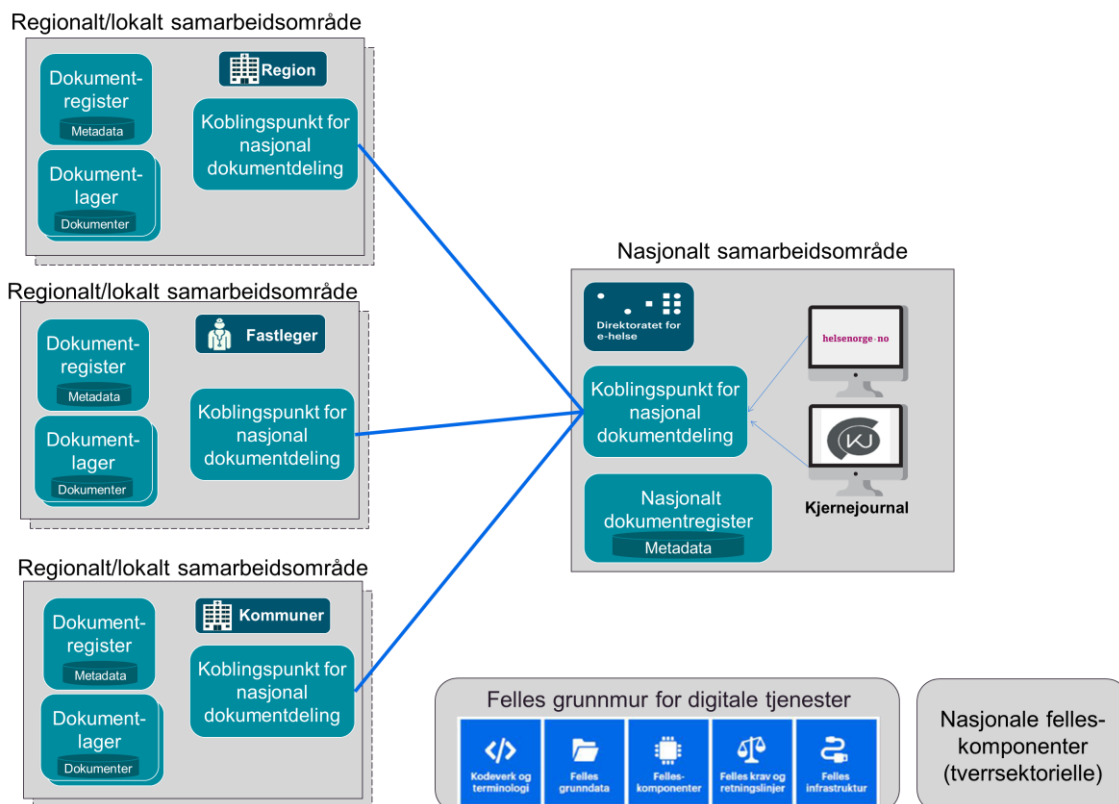 Regionalt/lokalt samarbeidsområde
Dokument-
register
Metadata
Dokument-
lager
Dokumenter
Region
Koblingspunkt for
nasjonal
dokumentdeling
Regionalt/lokalt samarbeidsområde
Dokument-
register
Metadata
Dokument-
lager
Dokumenter
Fastleger
Koblingspunkt for
nasjonal
dokumentdeling
Regionalt/lokalt samarbeidsområde
Dokument-
register
Metadata
Dokument-
lager
Dokumenter
Kommuner
Koblingspunkt for
nasjonal
dokumentdeling
Nasjonalt samarbeidsområde
Direktoratet for
e-helse
Koblingspunkt for
nasjonal
dokumentdeling
Nasjonalt
dokumentregister
Metadata
helsenorge·no
KJ
Kjernejournal
Felles grunnmur for digitale tjenester
Kodeverk og
terminologi
Felles
grunndata
Felles-
komponenter
Felles krav og
retningslinjer
Felles
infrastruktur
Nasjonale felles-
komponenter
(tverrsektorielle)